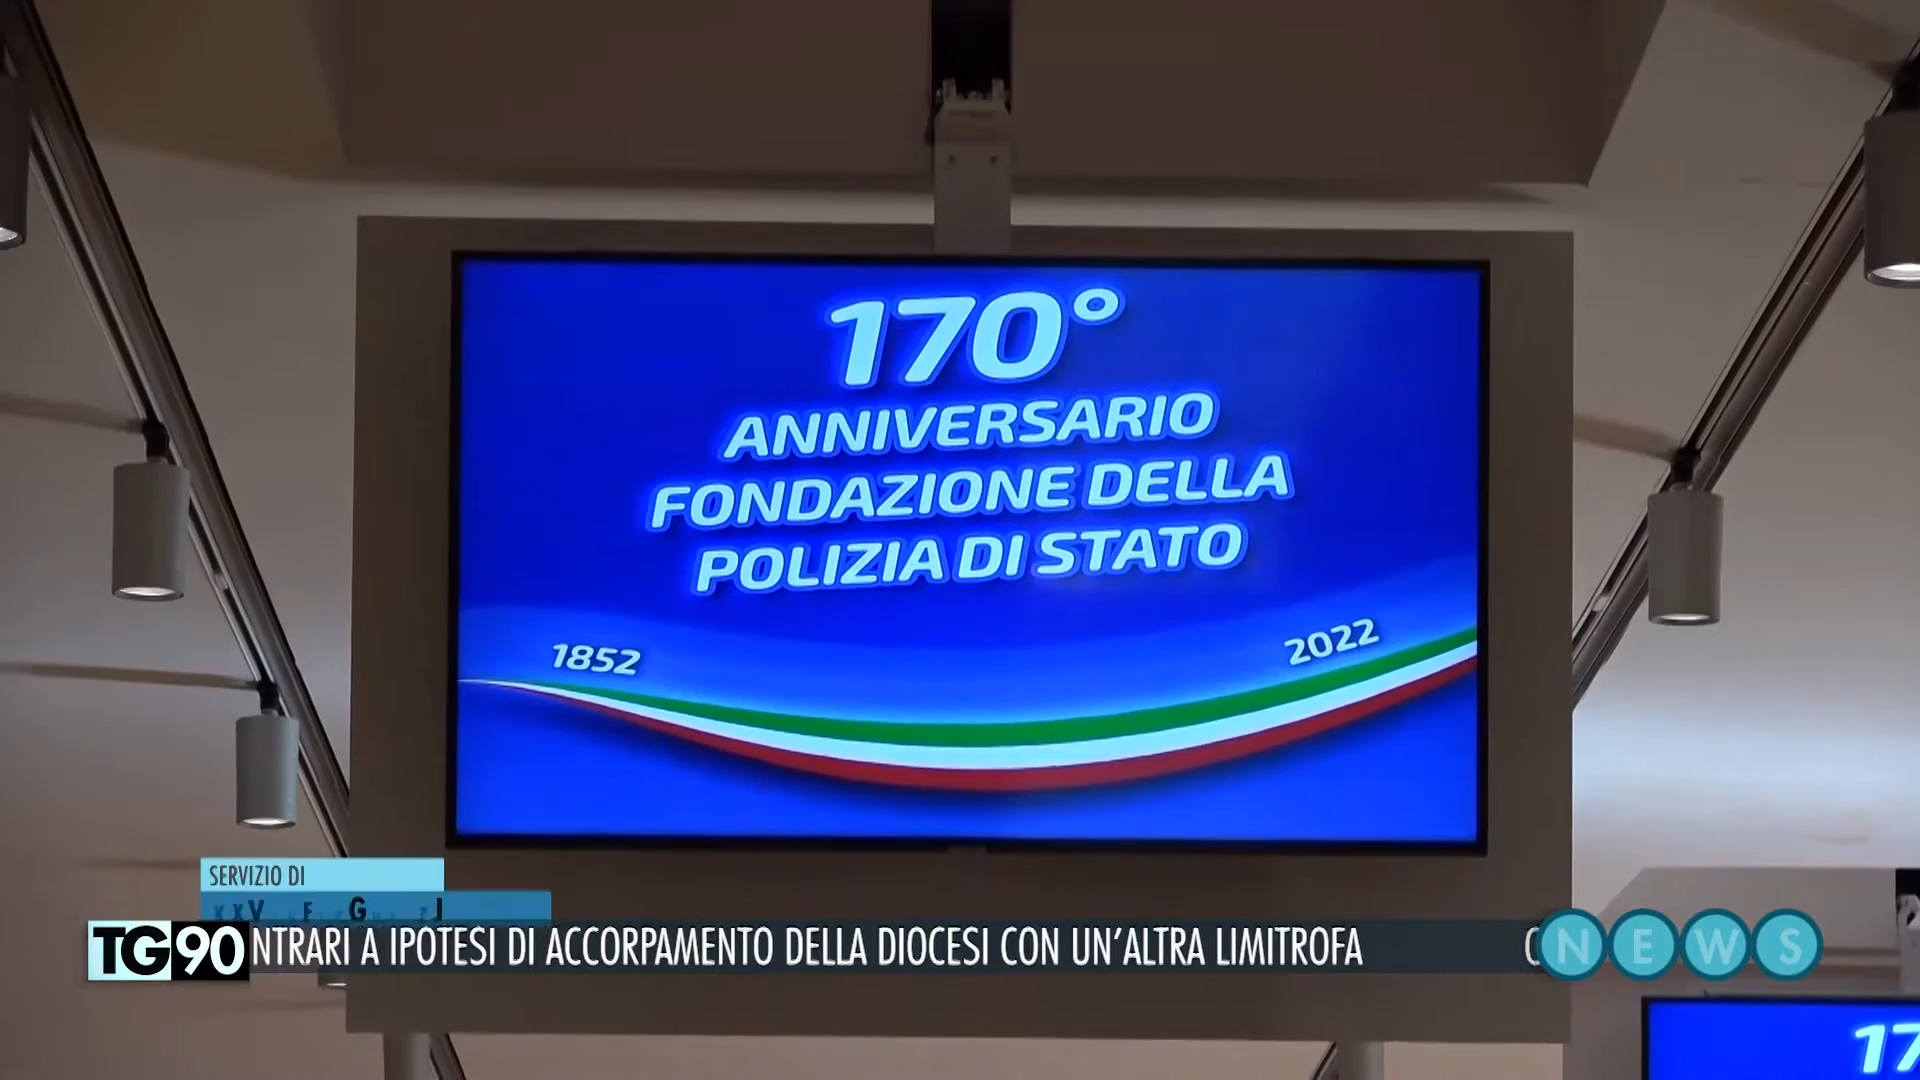 170°
ANNIVERSARIO
FONDAZIONE DELLA
POLIZIA DI STATO
1852
2022
SERVIZIO DI
TG90
NTRARI A IPOTESI DI ACCORPAMENTO DELLA DIOCESI CON UN'ALTRA LIMITROFA
NEWS
17